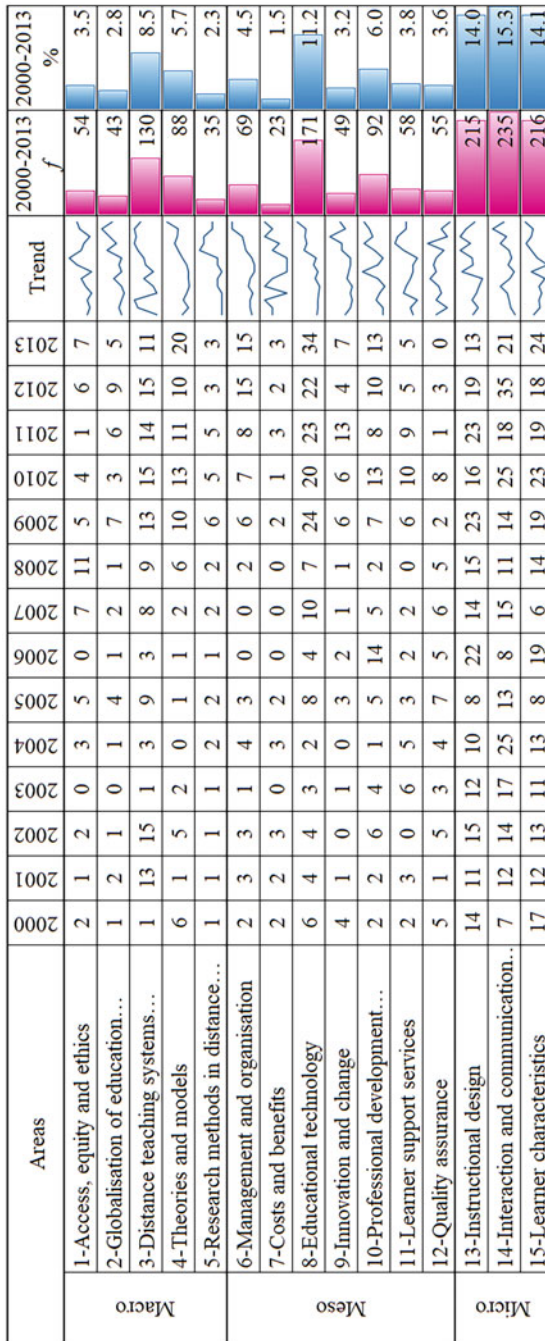 Areas 2000 2001 2002 2003 2004 2005 2006 2007 2008 2009 2010 2011 2012 2013 Trend 2000-2013 f 2000-2013 %
Macro
1-Access, equity and ethics 2 1 2 0 3 5 0 7 11 5 4 1 6 7 54 3.5
2-Globalisation of education… 1 2 1 0 1 4 1 2 1 7 3 6 9 5 43 2.8
3-Distance teaching systems… 1 13 15 1 3 9 3 8 9 13 15 14 15 11 130 8.5
4-Theories and models 6 1 5 2 0 1 1 2 6 10 13 11 10 20 88 5.7
5-Research methods in distance… 1 1 1 1 2 2 1 2 2 6 5 5 3 3 35 2.3
Meso
6-Management and organisation 2 3 3 1 4 3 0 0 2 6 7 8 15 15 69 4.5
7-Costs and benefits 2 2 3 0 3 2 0 0 0 2 1 3 2 3 23 1.5
8-Educational technology 6 4 4 3 2 8 4 10 7 24 20 23 22 34 171 11.2
9-Innovation and change 4 1 0 1 0 3 2 1 1 6 6 13 4 7 49 3.2
10-Professional development… 2 2 6 4 1 5 14 5 2 7 13 8 10 13 92 6.0
11-Learner support services 2 3 0 6 5 3 2 2 0 6 10 9 5 5 58 3.8
12-Quality assurance 5 1 5 3 4 7 5 6 5 2 8 1 3 0 55 3.6
Micro
13-Instructional design 14 11 15 12 10 8 22 14 15 23 16 23 19 13 215 14.0
14-Interaction and communication.. 7 12 14 17 25 13 8 15 11 14 25 18 35 21 235 15.3
15-Learner characteristics 17 12 13 11 13 8 19 6 14 19 23 19 18 24 216 14.1